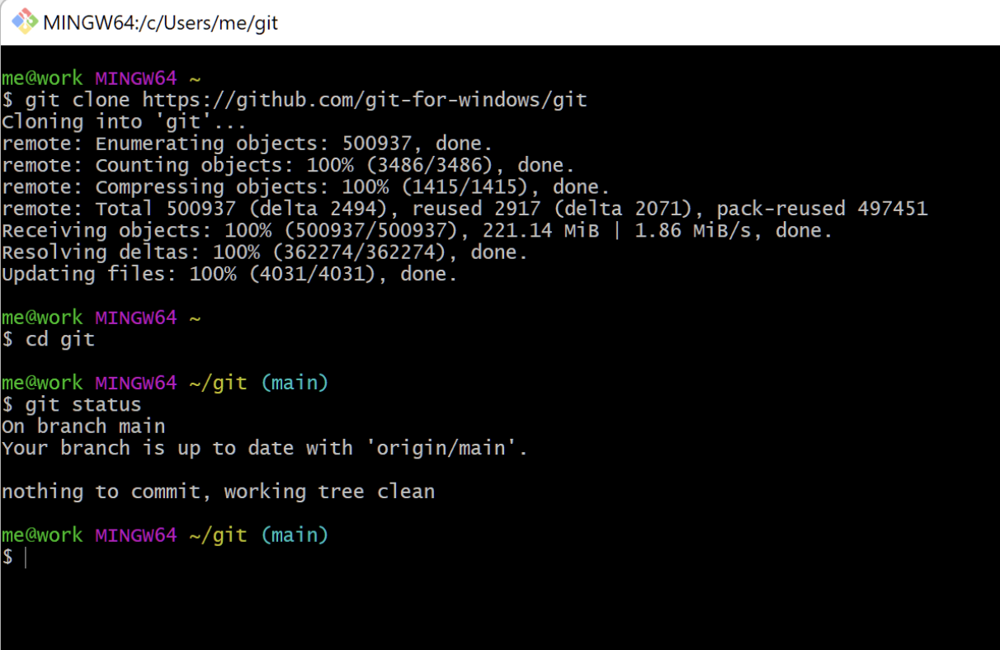 MINGW64:/c/Users/me/git
me@work MINGW64 ~
$ git clone https://github.com/git-for-windows/git
Cloning into 'git'...
remote: Enumerating objects: 500937, done.
remote: Counting objects: 100% (3486/3486), done.
remote: Compressing objects: 100% (1415/1415), done.
remote: Total 500937 (delta 2494), reused 2917 (delta 2071), pack-reused 497451
Receiving objects: 100% (500937/500937), 221.14 MiB | 1.86 MiB/s, done.
Resolving deltas: 100% (362274/362274), done.
Updating files: 100% (4031/4031), done.
me@work MINGW64 ~
$ cd git
me@work MINGW64 ~/git (main)
$ git status
On branch main
Your branch is up to date with 'origin/main'.
nothing to commit, working tree clean
me@work MINGW64 ~/git (main)
$